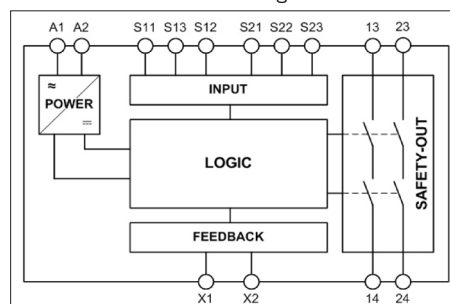 A1 A2 S11 S13 S12 S21 S22 S23 13 23
≈
POWER
⎓
INPUT
LOGIC
SAFETY-OUT
FEEDBACK
X1 X2 14 24